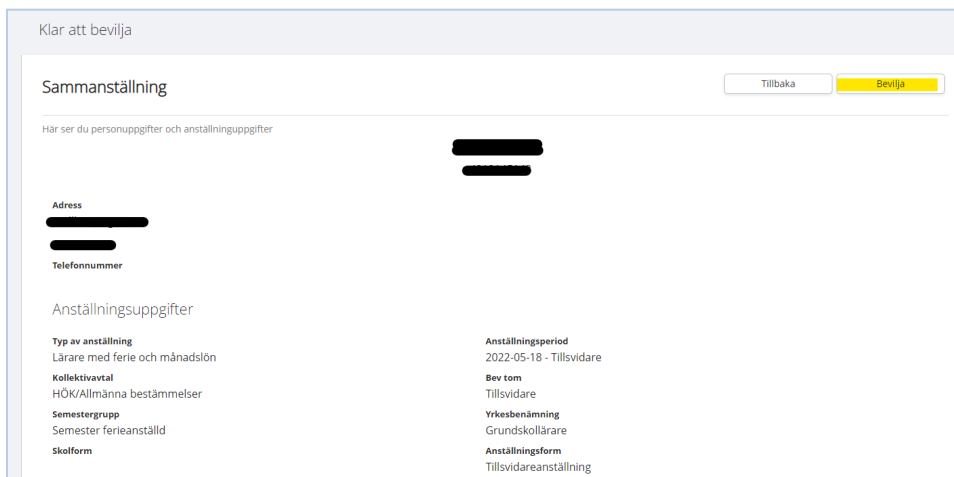 Klar att bevilja
Sammanställning
Tillbaka
Bevilja
Här ser du personuppgifter och anställninguppgifter
Adress
Telefonnummer
Anställningsuppgifter
Typ av anställning
Lärare med ferie och månadslön
Kollektivavtal
HÖK/Allmänna bestämmelser
Semestergrupp
Semester ferieanställd
Skolform
Anställningsperiod
2022-05-18 - Tillsvidare
Bev tom
Tillsvidare
Yrkesbenämning
Grundskollärare
Anställningsform
Tillsvidareanställning